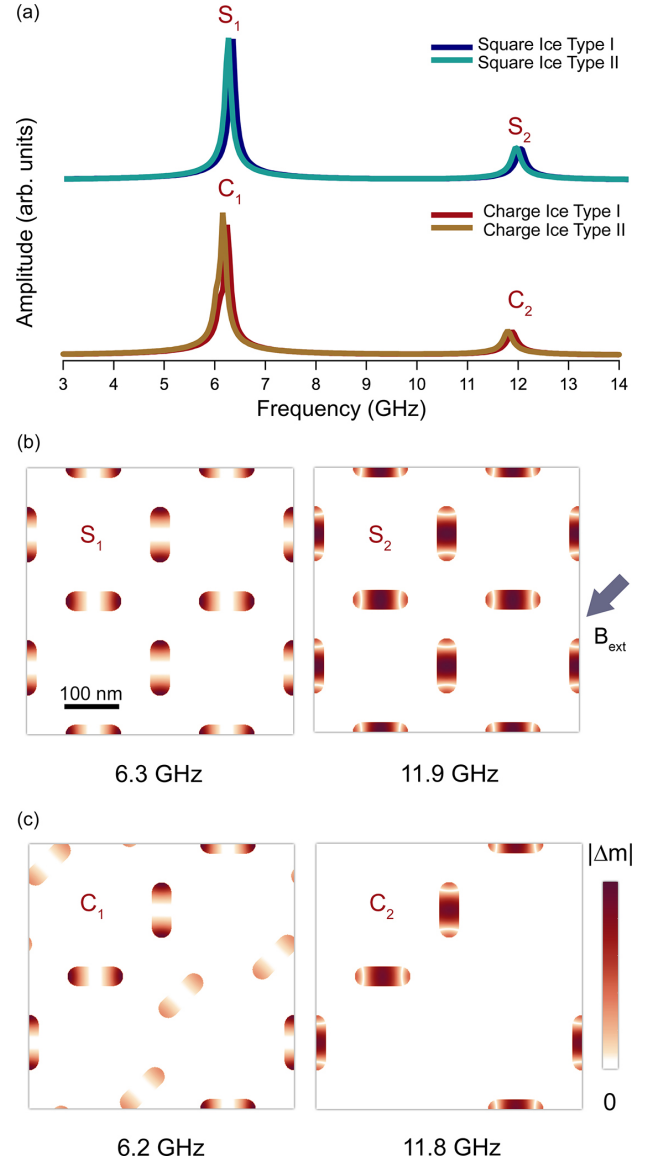 (a)
S1
Square Ice Type I
Square Ice Type II
S2
Amplitude (arb. units)
C1
Charge Ice Type I
Charge Ice Type II
C2
3 4 5 6 7 8 9 10 11 12 13 14
Frequency (GHz)
(b)
S1
S2
Bext
100 nm
6.3 GHz
11.9 GHz
(c)
|Δm|
C1
C2
0
6.2 GHz
11.8 GHz